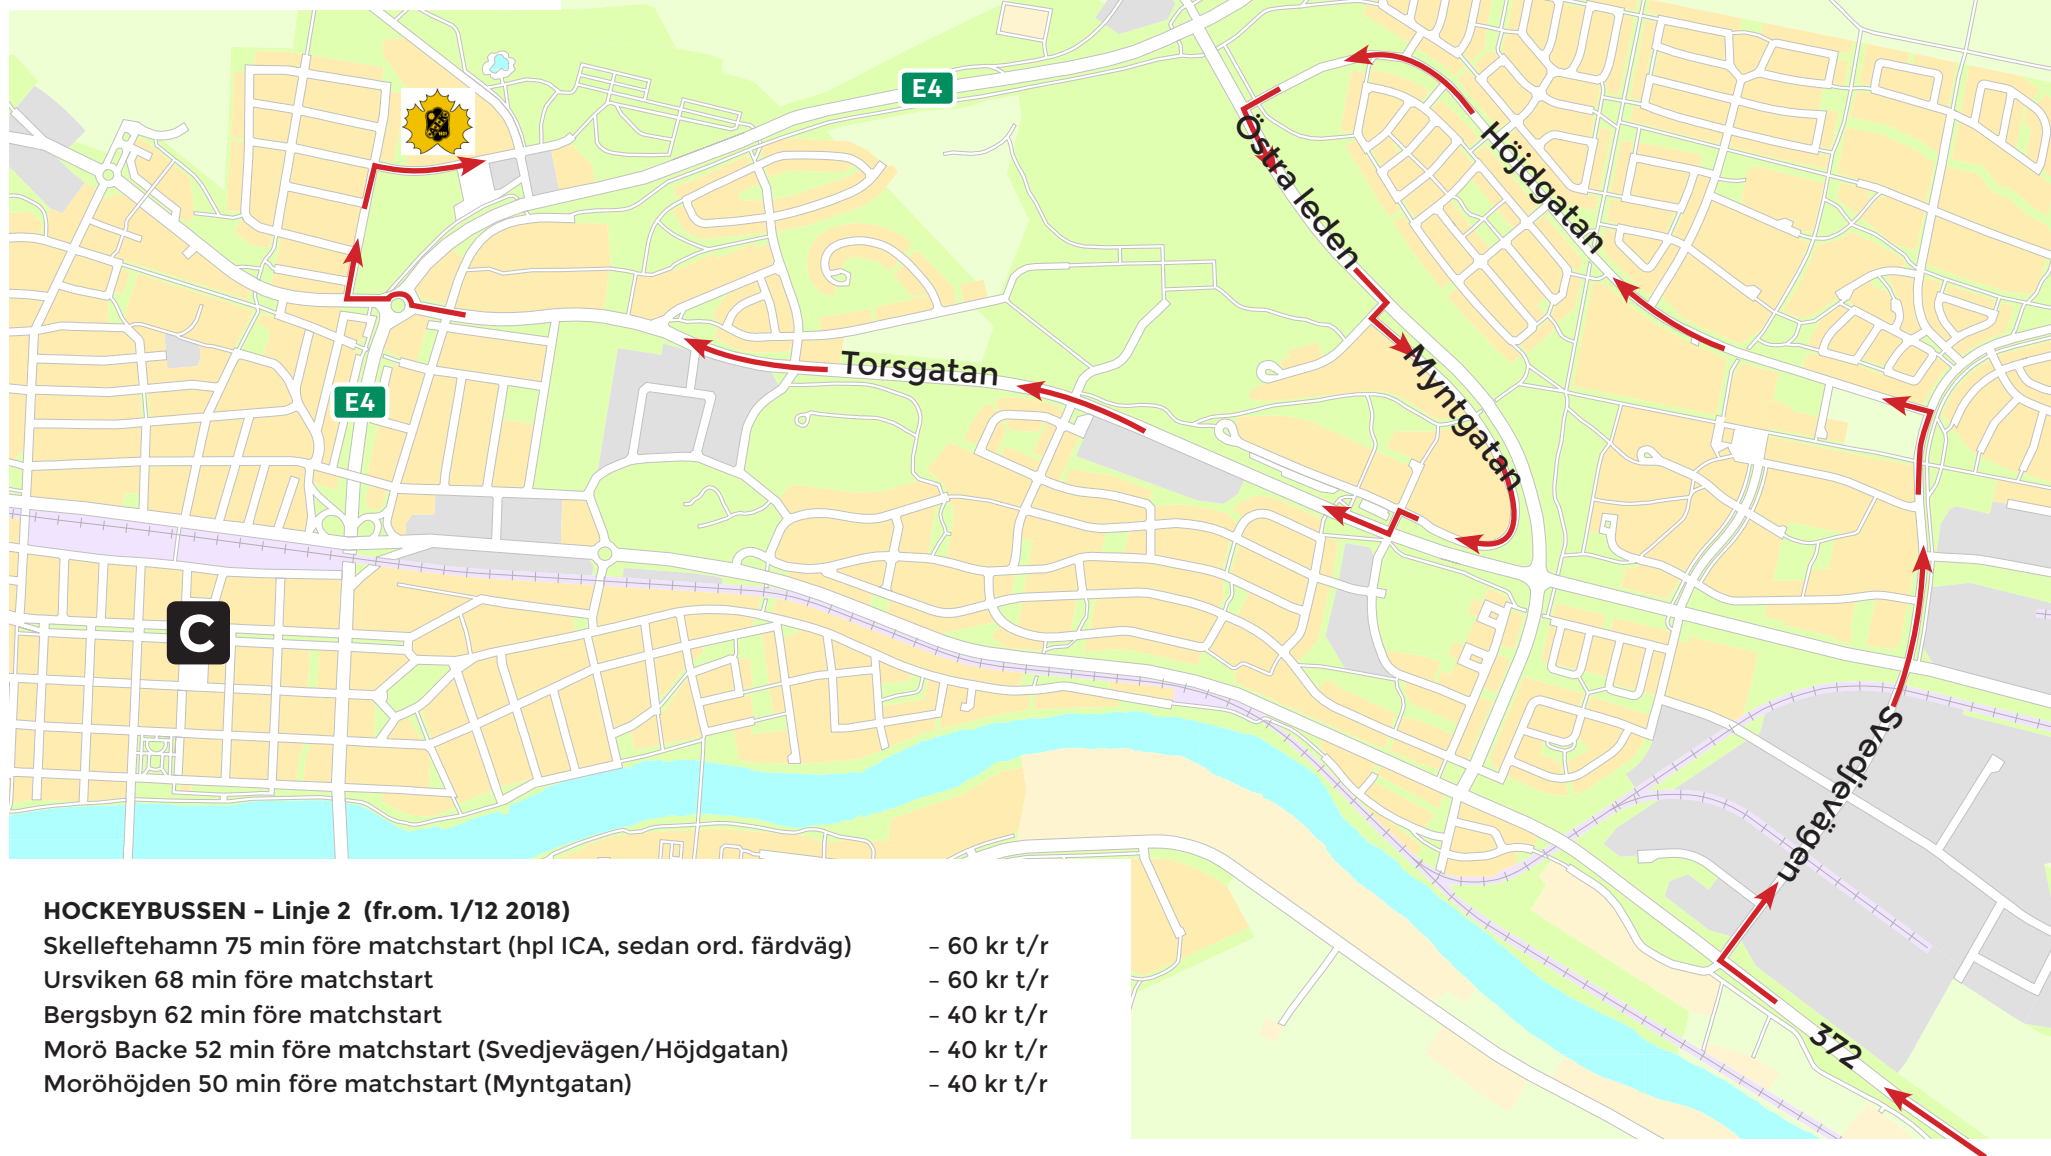 E4
Östra leden
Höjdgatan
Torsgatan
Myntgatan
E4
C
Svedjevägen
372
HOCKEYBUSSEN - Linje 2 (fr.om. 1/12 2018)
Skelleftehamn 75 min före matchstart (hpl ICA, sedan ord. färdväg) – 60 kr t/r
Ursviken 68 min före matchstart – 60 kr t/r
Bergsbyn 62 min före matchstart – 40 kr t/r
Morö Backe 52 min före matchstart (Svedjevägen/Höjdgatan) – 40 kr t/r
Moröhöjden 50 min före matchstart (Myntgatan) – 40 kr t/r